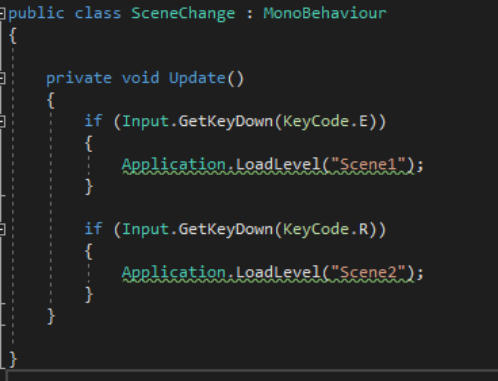 public class SceneChange : MonoBehaviour
{
private void Update()
{
if (Input.GetKeyDown(KeyCode.E))
{
Application.LoadLevel("Scene1");
}
if (Input.GetKeyDown(KeyCode.R))
{
Application.LoadLevel("Scene2");
}
}
}